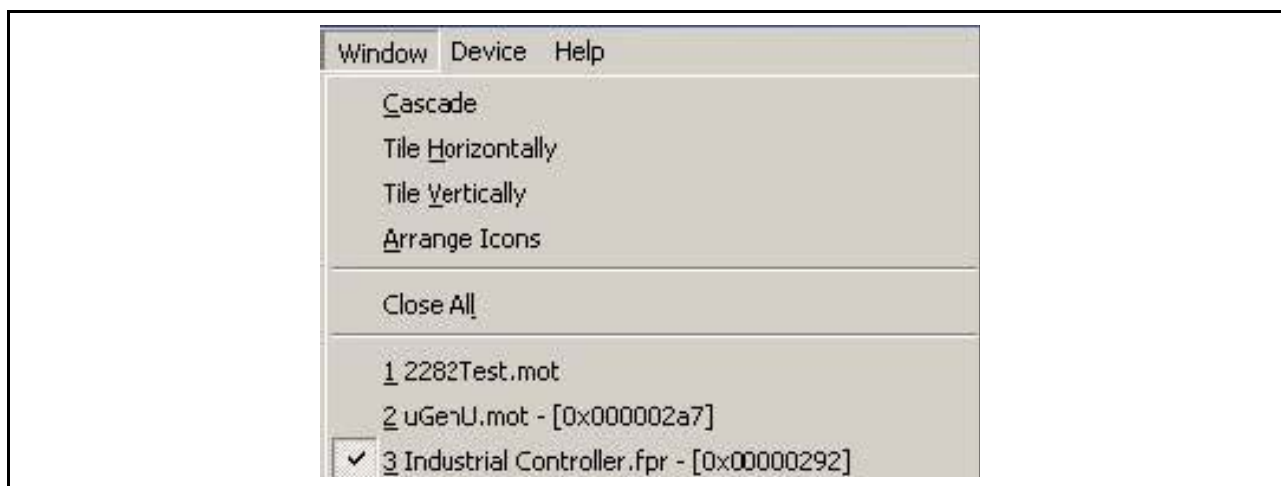 Window Device Help
Cascade
Tile Horizontally
Tile Vertically
Arrange Icons
Close All
1 2282Test.mot
2 uGenU.mot - [0x000002a7]
3 Industrial Controller.fpr - [0x00000292]